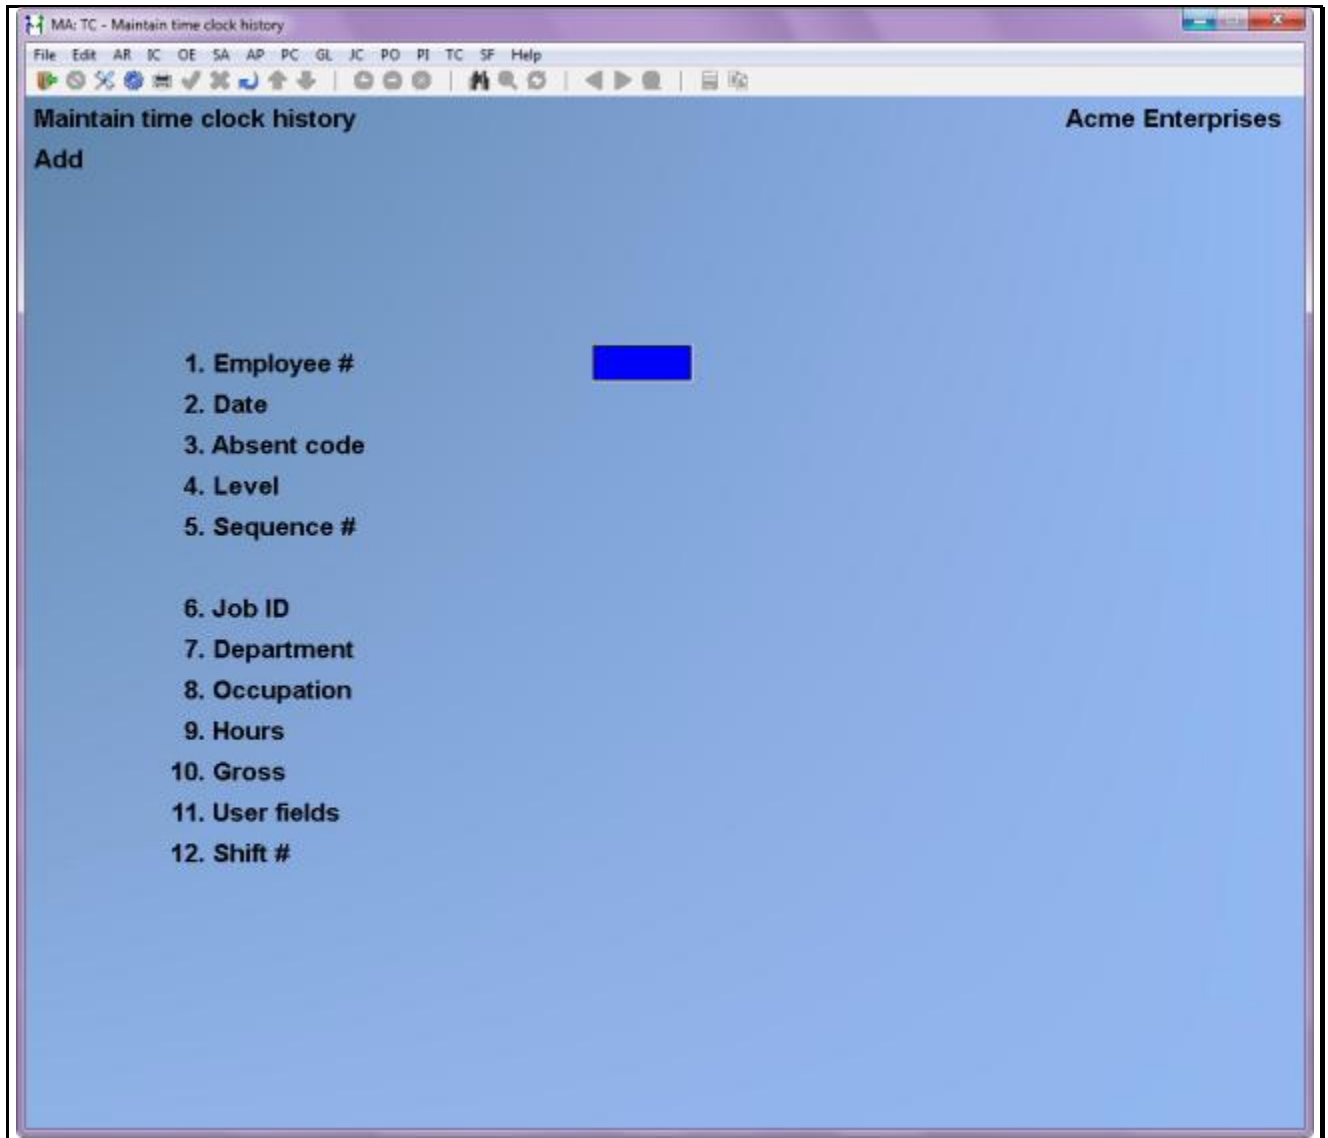 MA: TC - Maintain time clock history
File Edit AR IC OE SA AP PC GL JC PO PI TC SF Help
Maintain time clock history Acme Enterprises
Add
1. Employee #
2. Date
3. Absent code
4. Level
5. Sequence #
6. Job ID
7. Department
8. Occupation
9. Hours
10. Gross
11. User fields
12. Shift #